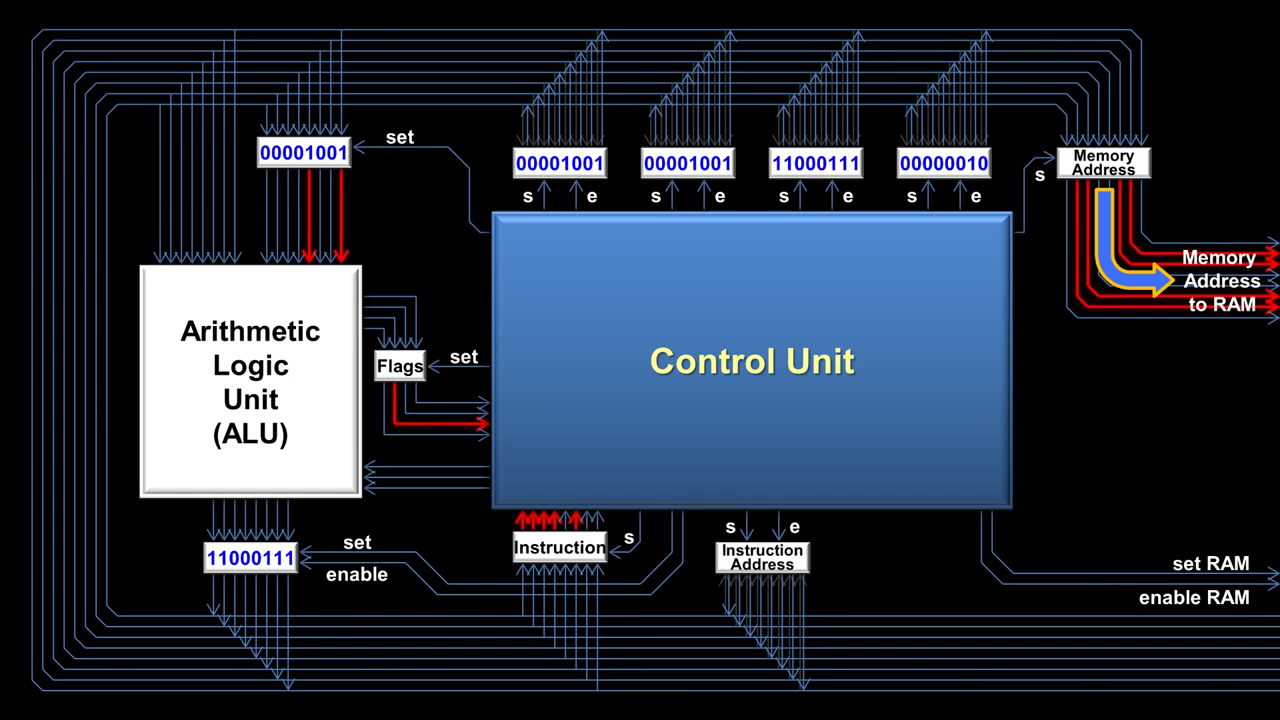 set
00001001
00001001
00001001
11000111
00000010
Memory
Address
s
e
s
e
s
e
s
e
s
Memory
Address
to RAM
Arithmetic
Logic
Unit
(ALU)
Flags
set
Control Unit
11000111
set
enable
Instruction
s
s
e
Instruction
Address
set RAM
enable RAM